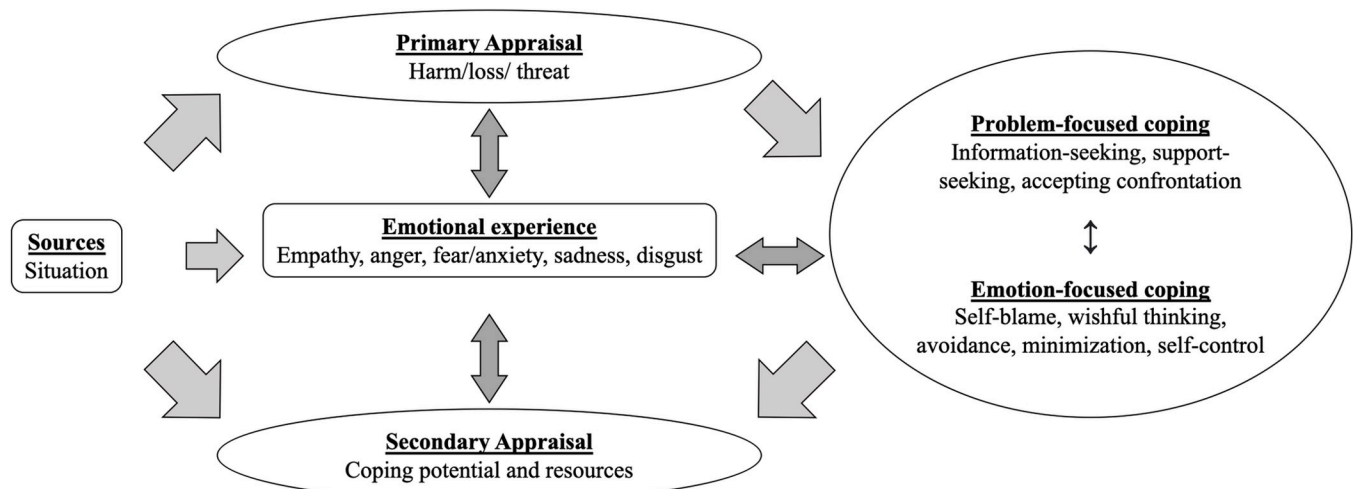 Primary Appraisal
Harm/loss/ threat
Sources
Situation
Emotional experience
Empathy, anger, fear/anxiety, sadness, disgust
Problem-focused coping
Information-seeking, support-
seeking, accepting confrontation
Emotion-focused coping
Self-blame, wishful thinking,
avoidance, minimization, self-control
Secondary Appraisal
Coping potential and resources